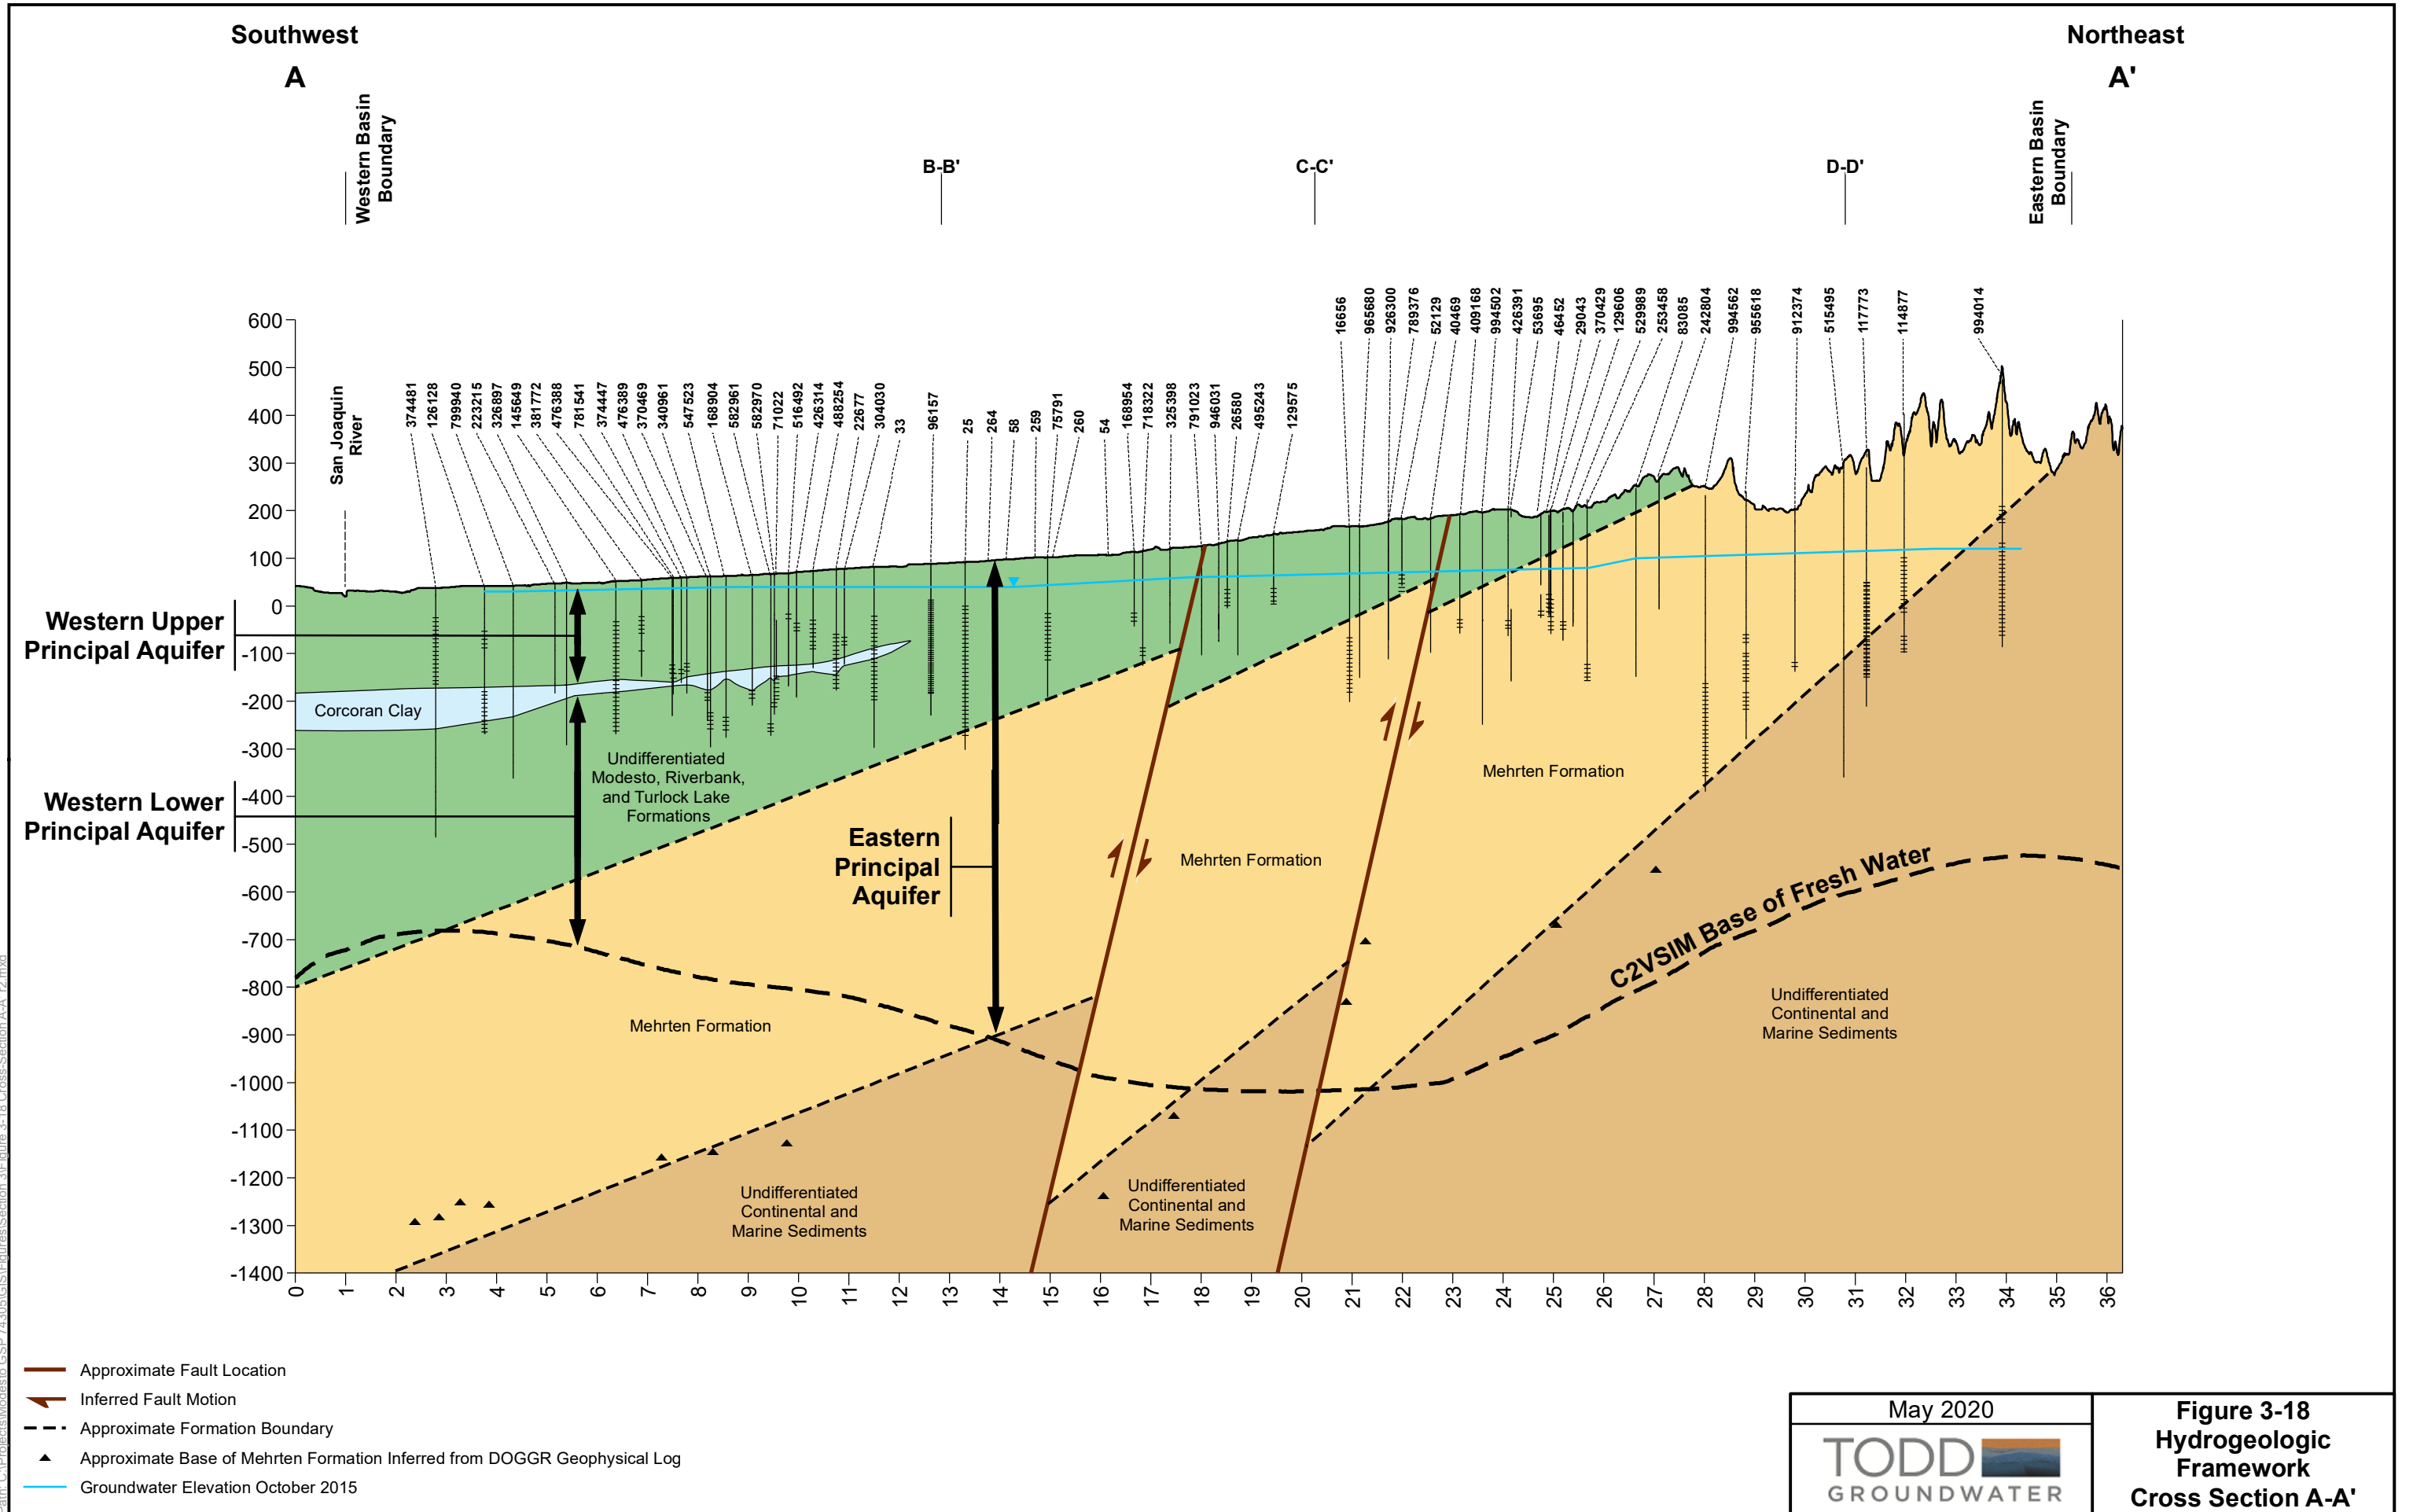 Southwest
Northeast
A
A'
Western Basin
Boundary
Eastern Basin
Boundary
B-B'
C-C'
D-D'
San Joaquin
River
374481
126128
799940
223215
326897
145649
381772
476388
781541
374447
476389
370469
340961
547523
168904
582961
582970
71022
516492
426314
488254
22677
304030
33
96157
25
264
58
259
75791
260
54
168954
718322
325398
791023
946031
26580
495243
129575
16656
965680
926300
789376
52129
40469
409168
994502
426391
53695
46452
29043
370429
129606
529989
253458
83085
242804
994562
955618
912374
515495
117773
114877
994014
600
500
400
300
200
100
0
-100
-200
-300
-400
-500
-600
-700
-800
-900
-1000
-1100
-1200
-1300
-1400
Western Upper
Principal Aquifer
Corcoran Clay
Western Lower
Principal Aquifer
Undifferentiated
Modesto, Riverbank,
and Turlock Lake
Formations
Eastern
Principal
Aquifer
Mehrten Formation
Mehrten Formation
Mehrten Formation
C2VSIM Base of Fresh Water
Undifferentiated
Continental and
Marine Sediments
Undifferentiated
Continental and
Marine Sediments
Undifferentiated
Continental and
Marine Sediments
0
1
2
3
4
5
6
7
8
9
10
11
12
13
14
15
16
17
18
19
20
21
22
23
24
25
26
27
28
29
30
31
32
33
34
35
36
Approximate Fault Location
Inferred Fault Motion
Approximate Formation Boundary
Approximate Base of Mehrten Formation Inferred from DOGGR Geophysical Log
Groundwater Elevation October 2015
May 2020
TODD
GROUNDWATER
Figure 3-18
Hydrogeologic
Framework
Cross Section A-A'